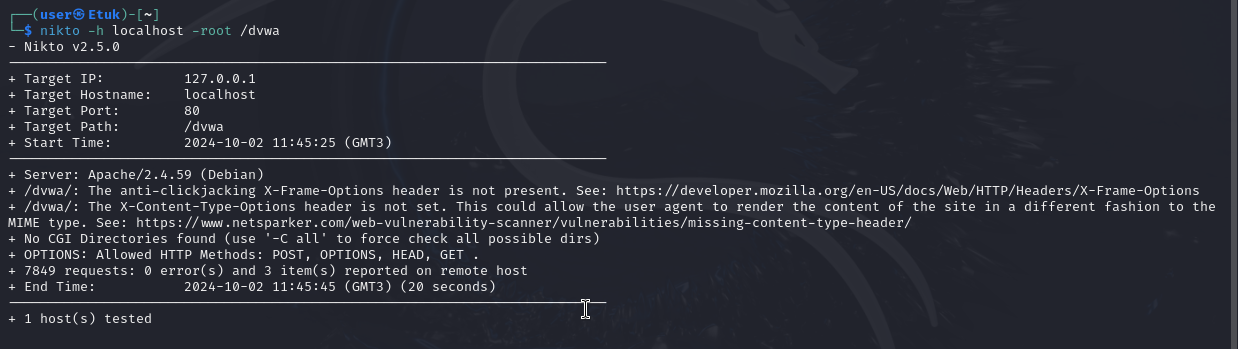 ┌──(user㉿Etuk)-[~]
└─$ nikto -h localhost -root /dvwa
- Nikto v2.5.0
+ Target IP:          127.0.0.1
+ Target Hostname:    localhost
+ Target Port:        80
+ Target Path:        /dvwa
+ Start Time:         2024-10-02 11:45:25 (GMT3)
+ Server: Apache/2.4.59 (Debian)
+ /dvwa/: The anti-clickjacking X-Frame-Options header is not present. See: https://developer.mozilla.org/en-US/docs/Web/HTTP/Headers/X-Frame-Options
+ /dvwa/: The X-Content-Type-Options header is not set. This could allow the user agent to render the content of the site in a different fashion to the
MIME type. See: https://www.netsparker.com/web-vulnerability-scanner/vulnerabilities/missing-content-type-header/
+ No CGI Directories found (use '-C all' to force check all possible dirs)
+ OPTIONS: Allowed HTTP Methods: POST, OPTIONS, HEAD, GET .
+ 7849 requests: 0 error(s) and 3 item(s) reported on remote host
+ End Time:           2024-10-02 11:45:45 (GMT3) (20 seconds)
+ 1 host(s) tested